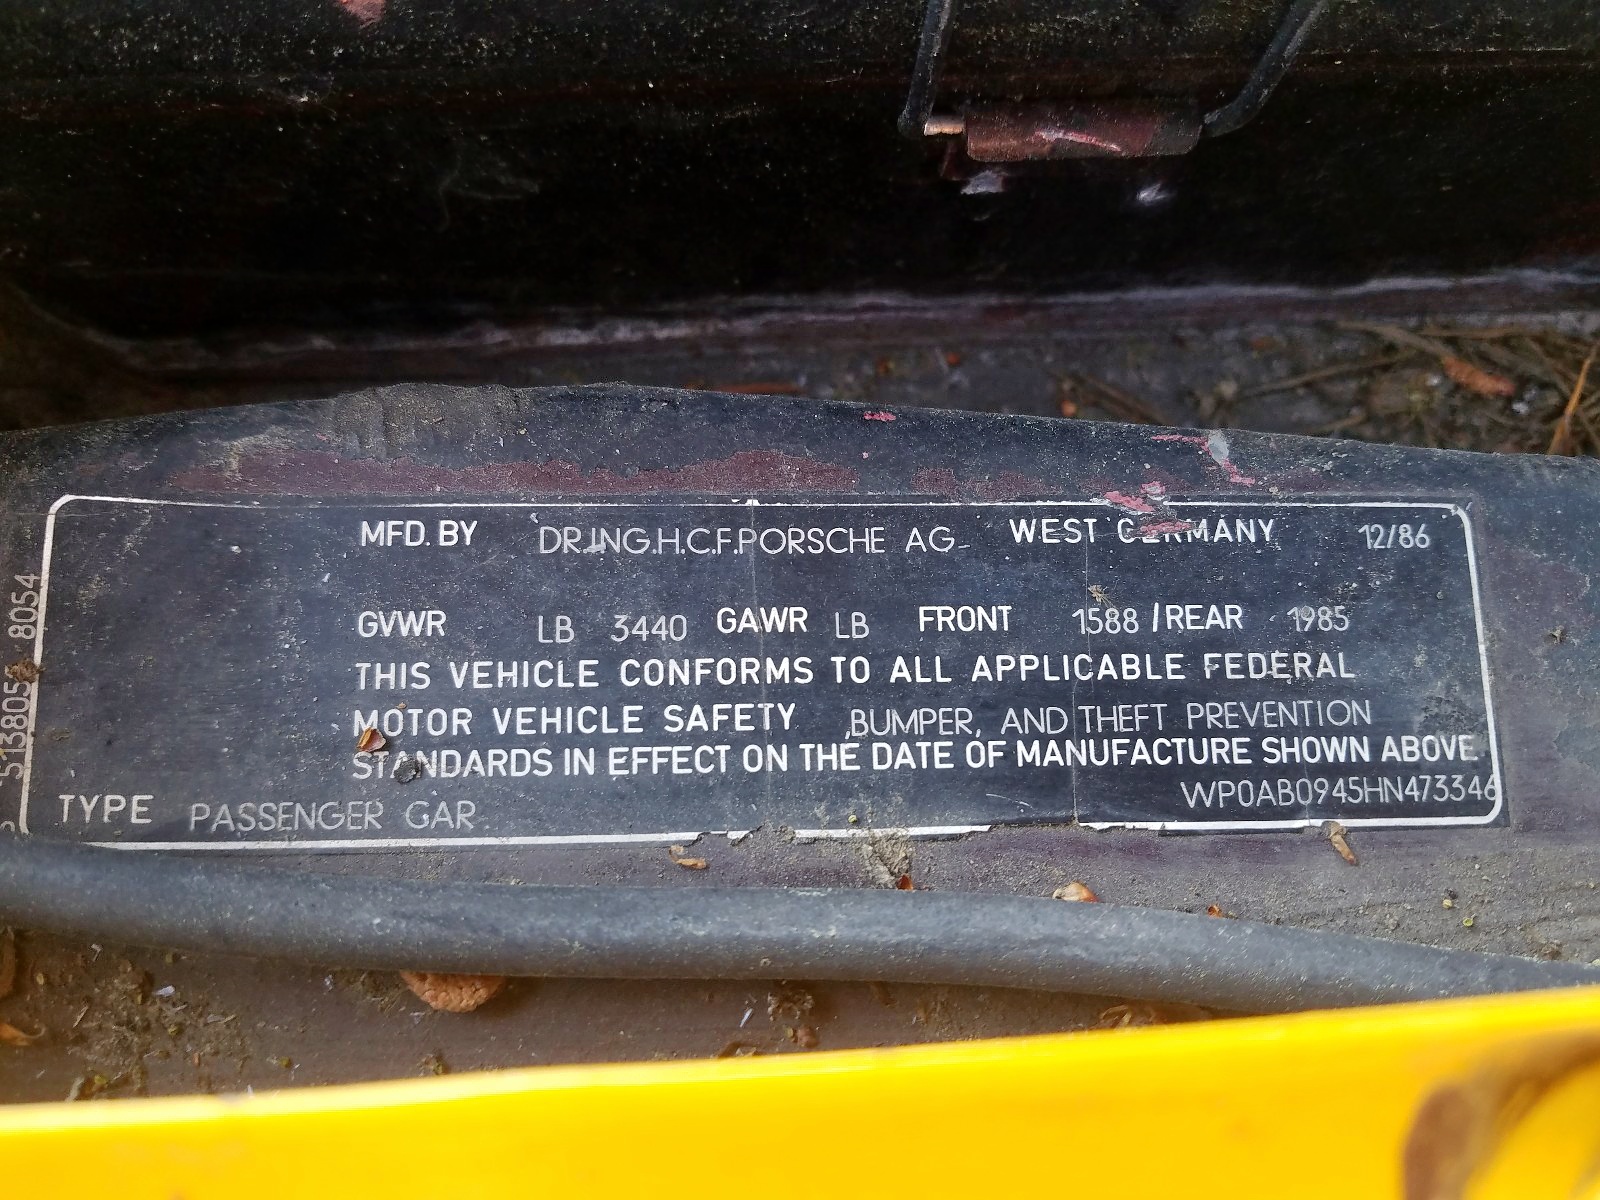 MFD. BY DR.ING.H.C.F.PORSCHE AG WEST GERMANY 12/86
GVWR LB 3440 GAWR LB FRONT 1588 / REAR 1985
THIS VEHICLE CONFORMS TO ALL APPLICABLE FEDERAL
MOTOR VEHICLE SAFETY ,BUMPER, AND THEFT PREVENTION
STANDARDS IN EFFECT ON THE DATE OF MANUFACTURE SHOWN ABOVE.
WP0AB0945HN473346
TYPE PASSENGER CAR
8054